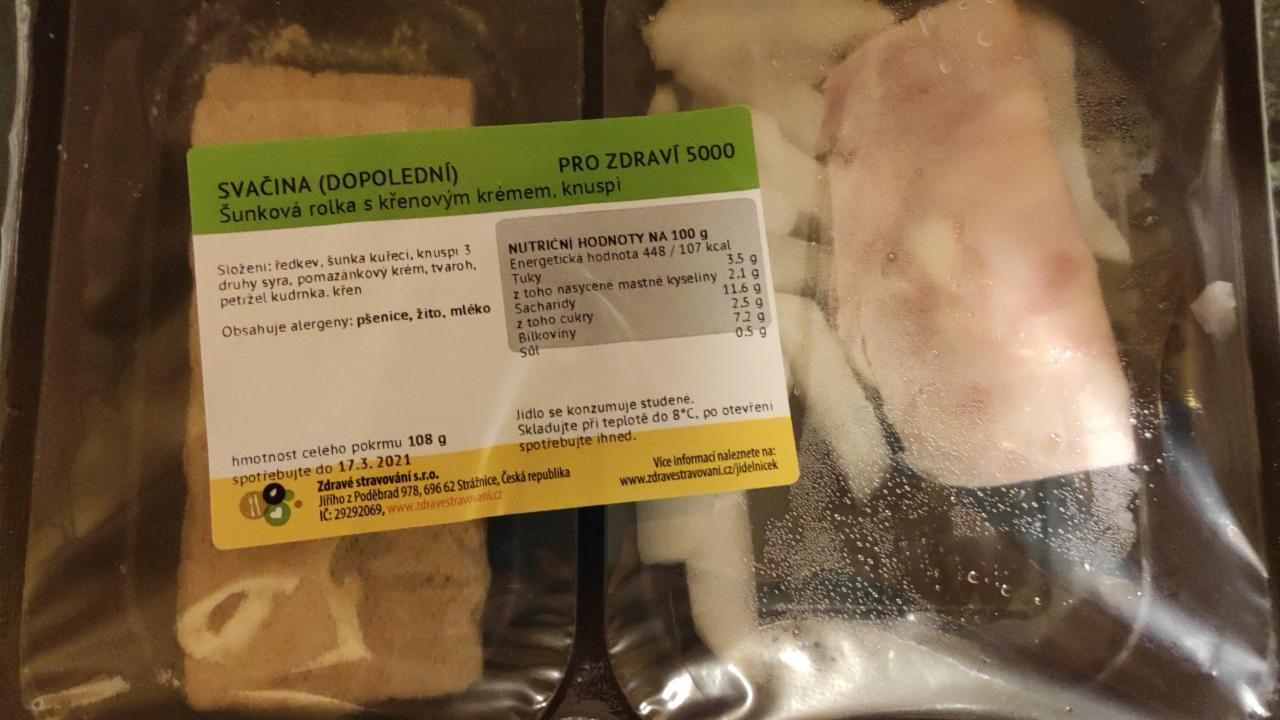 SVAČINA (DOPOLEDNÍ) PRO ZDRAVÍ 5000
Šunková rolka s křenovým krémem, knuspi
Složení: ředkev, šunka kuřecí, knuspi 3
druhy sýra, pomazánkový krém, tvaroh,
petržel kudrnka, křen
Obsahuje alergeny: pšenice, žito, mléko
NUTRIČNÍ HODNOTY NA 100 g
Energetická hodnota 448 / 107 kcal
Tuky 3.5 g
z toho nasycené mastné kyseliny 2.1 g
Sacharidy 11.6 g
z toho cukry 2.5 g
Bílkoviny 7.2 g
Sůl 0.5 g
Jídlo se konzumuje studené.
Skladujte při teplotě do 8°C, po otevření
spotřebujte ihned.
hmotnost celého pokrmu 108 g
spotřebujte do 17.3. 2021
Zdravé stravování s.r.o.
Jiřího z Poděbrad 978, 696 62 Strážnice, Česká republika
IČ: 29292069, www.zdravestravovani.cz
Více informací naleznete na:
www.zdravestravovani.cz/jidelnicek